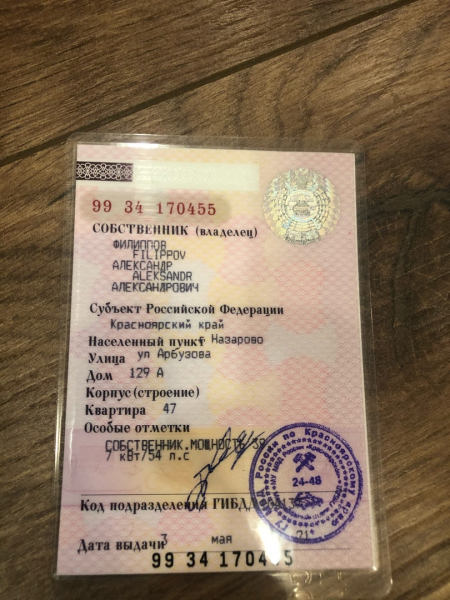 99 34 170455
СОБСТВЕННИК (владелец)
ФИЛИППОВ
FILIPPOV
АЛЕКСАНДР
ALEKSANDR
АЛЕКСАНДРОВИЧ
Субъект Российской Федерации
Красноярский край
Населенный пункт Назарово
Улица ул Арбузова
Дом 129 А
Корпус(строение)
Квартира 47
Особые отметки
СОБСТВЕННИК.МОЩНОСТЬ 39
7 кВт/54 л.с
24-48
Код подразделения ГИБДД
Дата выдачи 3 мая
99 34 170455